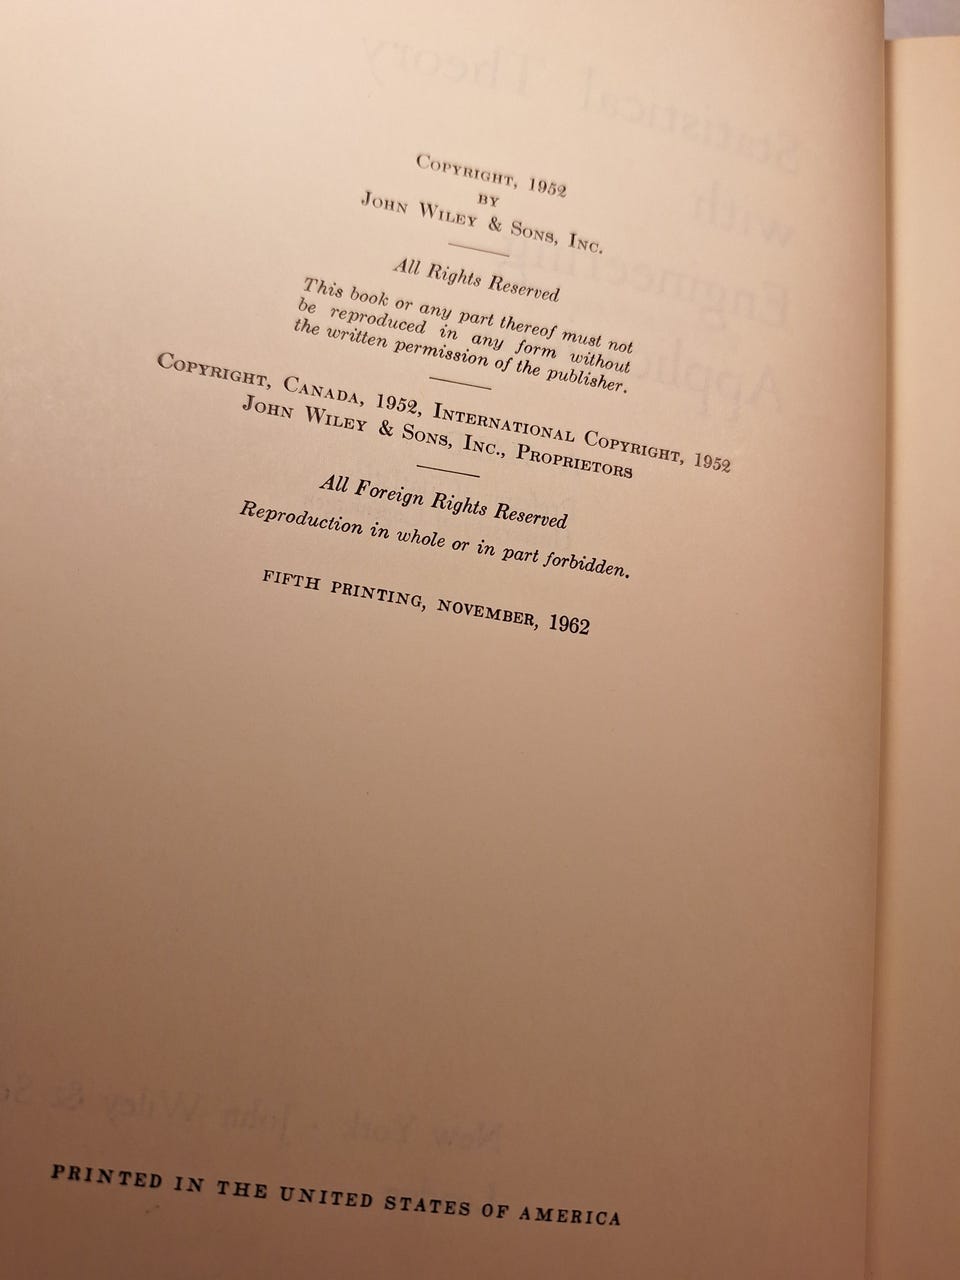 Copyright, 1952
by
John Wiley & Sons, Inc.
All Rights Reserved
This book or any part thereof must not
be reproduced in any form without
the written permission of the publisher.
Copyright, Canada, 1952, International Copyright, 1952
John Wiley & Sons, Inc., Proprietors
All Foreign Rights Reserved
Reproduction in whole or in part forbidden.
FIFTH PRINTING, NOVEMBER, 1962
PRINTED IN THE UNITED STATES OF AMERICA